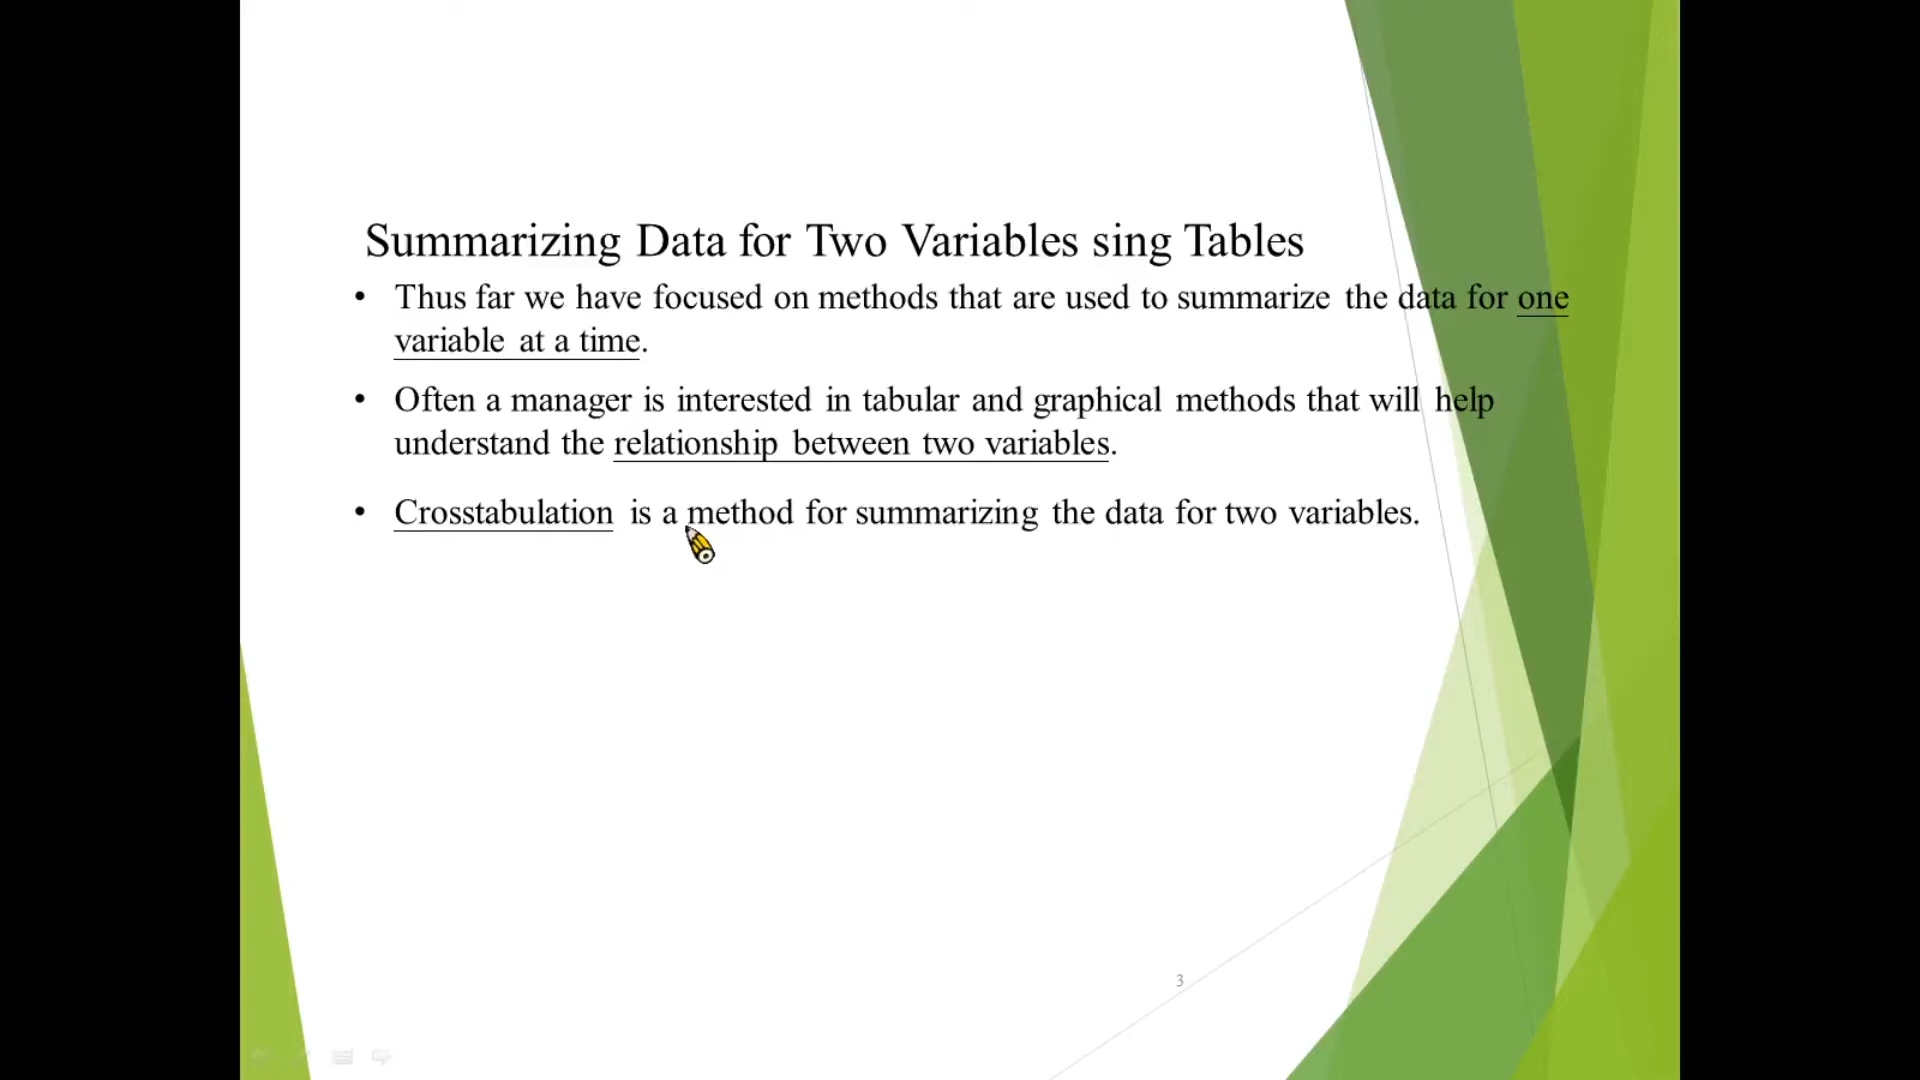 Summarizing Data for Two Variables sing Tables
• Thus far we have focused on methods that are used to summarize the data for one
variable at a time.
• Often a manager is interested in tabular and graphical methods that will help
understand the relationship between two variables.
• Crosstabulation is a method for summarizing the data for two variables.
3